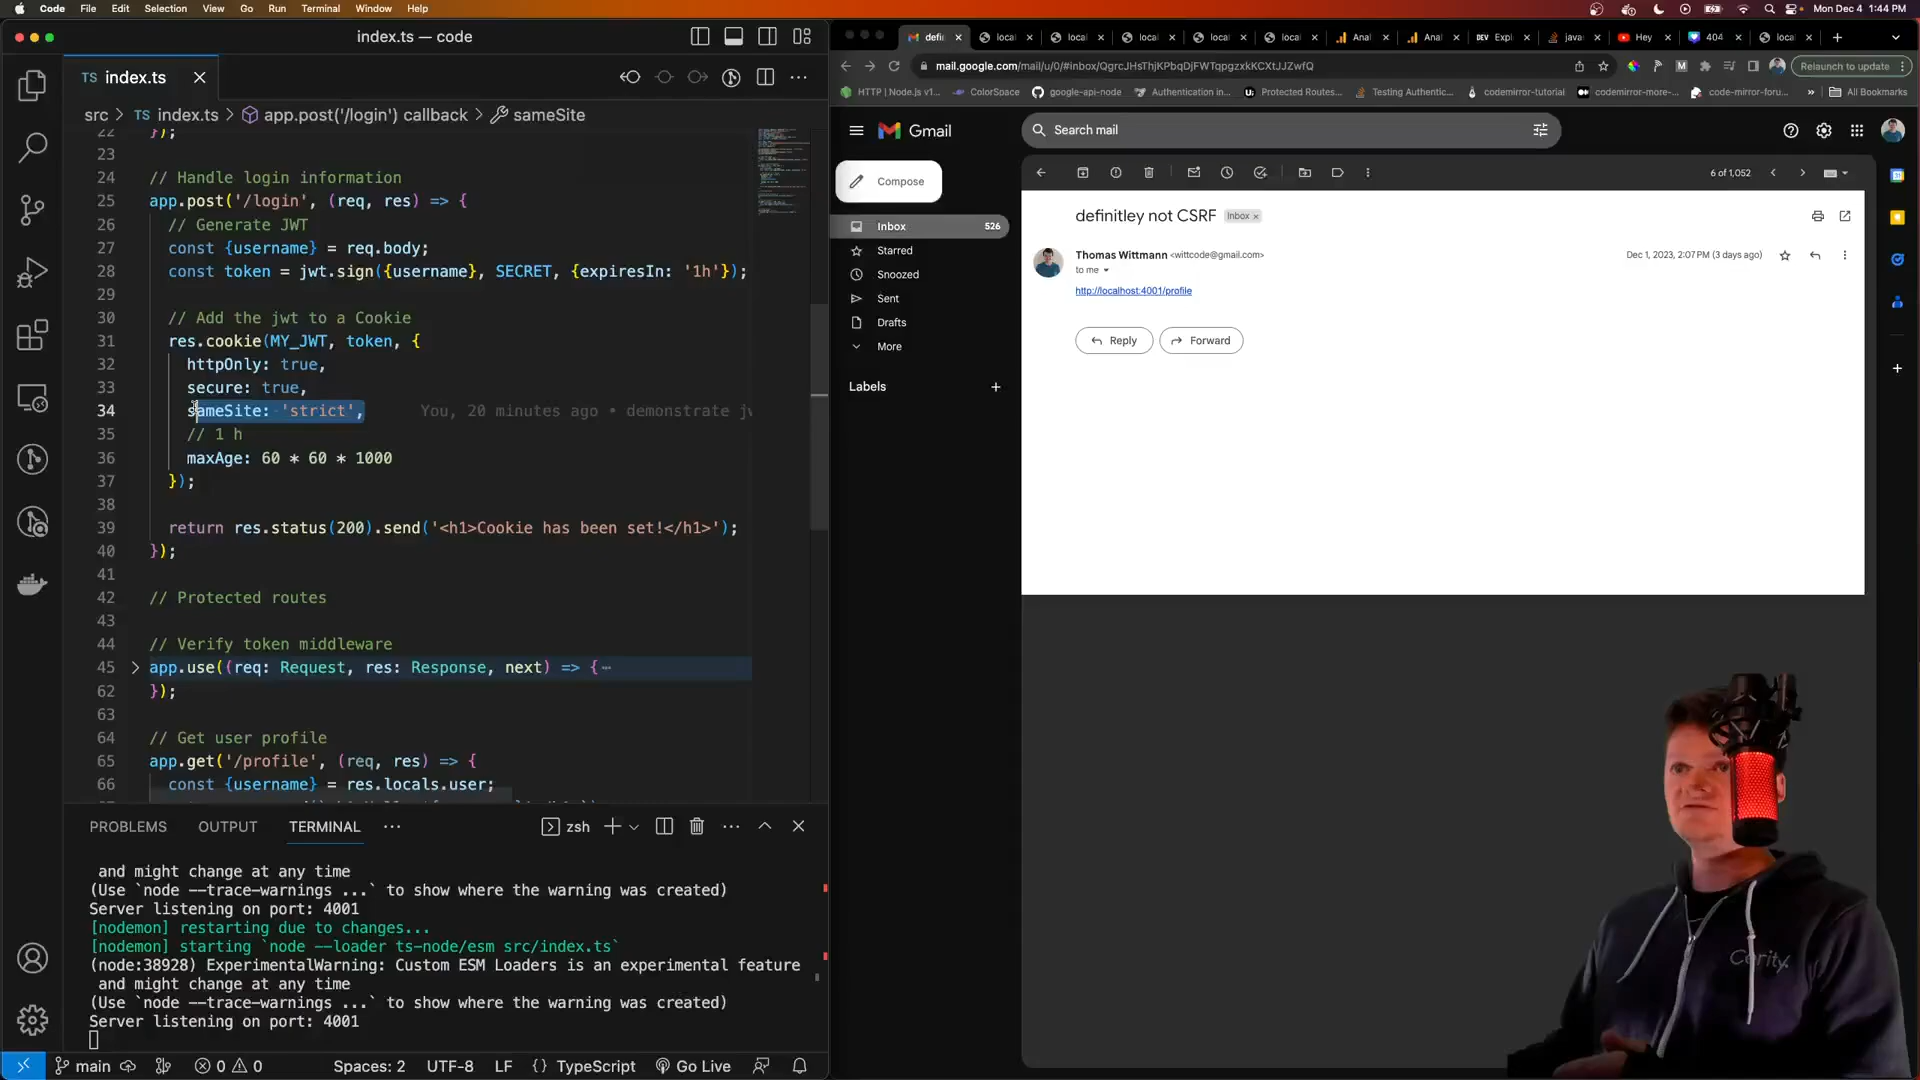 Code File Edit Selection View Go Run Terminal Window Help
Mon Dec 4 1:44 PM
index.ts — code
TS index.ts
src > TS index.ts > app.post('/login') callback > sameSite
22 });
23
24 // Handle login information
25 app.post('/login', (req, res) => {
26 // Generate JWT
27 const {username} = req.body;
28 const token = jwt.sign({username}, SECRET, {expiresIn: '1h'});
29
30 // Add the jwt to a Cookie
31 res.cookie(MY_JWT, token, {
32 httpOnly: true,
33 secure: true,
34 sameSite: 'strict', You, 20 minutes ago • demonstrate jw
35 // 1 h
36 maxAge: 60 * 60 * 1000
37 });
38
39 return res.status(200).send('<h1>Cookie has been set!</h1>');
40 });
41
42 // Protected routes
43
44 // Verify token middleware
45 app.use((req: Request, res: Response, next) => {⋯
62 });
63
64 // Get user profile
65 app.get('/profile', (req, res) => {
66 const {username} = res.locals.user;
PROBLEMS OUTPUT TERMINAL ⋯ zsh
and might change at any time
(Use `node --trace-warnings ...` to show where the warning was created)
Server listening on port: 4001
[nodemon] restarting due to changes...
[nodemon] starting `node --loader ts-node/esm src/index.ts`
(node:38928) ExperimentalWarning: Custom ESM Loaders is an experimental feature
and might change at any time
(Use `node --trace-warnings ...` to show where the warning was created)
Server listening on port: 4001
main 0 0 Spaces: 2 UTF-8 LF {} TypeScript Go Live
defi local local local local local Anal Anal DEV Expl java Hey 404 local
mail.google.com/mail/u/0/#inbox/QgrcJHsThjKPbqDjFWTqpgzxkKCXtJJZwfQ
Relaunch to update
HTTP | Node.js v1... ColorSpace google-api-node Authentication in... Protected Routes... Testing Authentic... codemirror-tutorial codemirror-more-... code-mirror-foru... » All Bookmarks
Gmail
Search mail
Compose
6 of 1,052
Inbox 526
Starred
Snoozed
Sent
Drafts
More
Labels
definitley not CSRF Inbox ×
Thomas Wittmann <wittcode@gmail.com>
Dec 1, 2023, 2:07 PM (3 days ago)
to me
http://localhost:4001/profile
Reply Forward